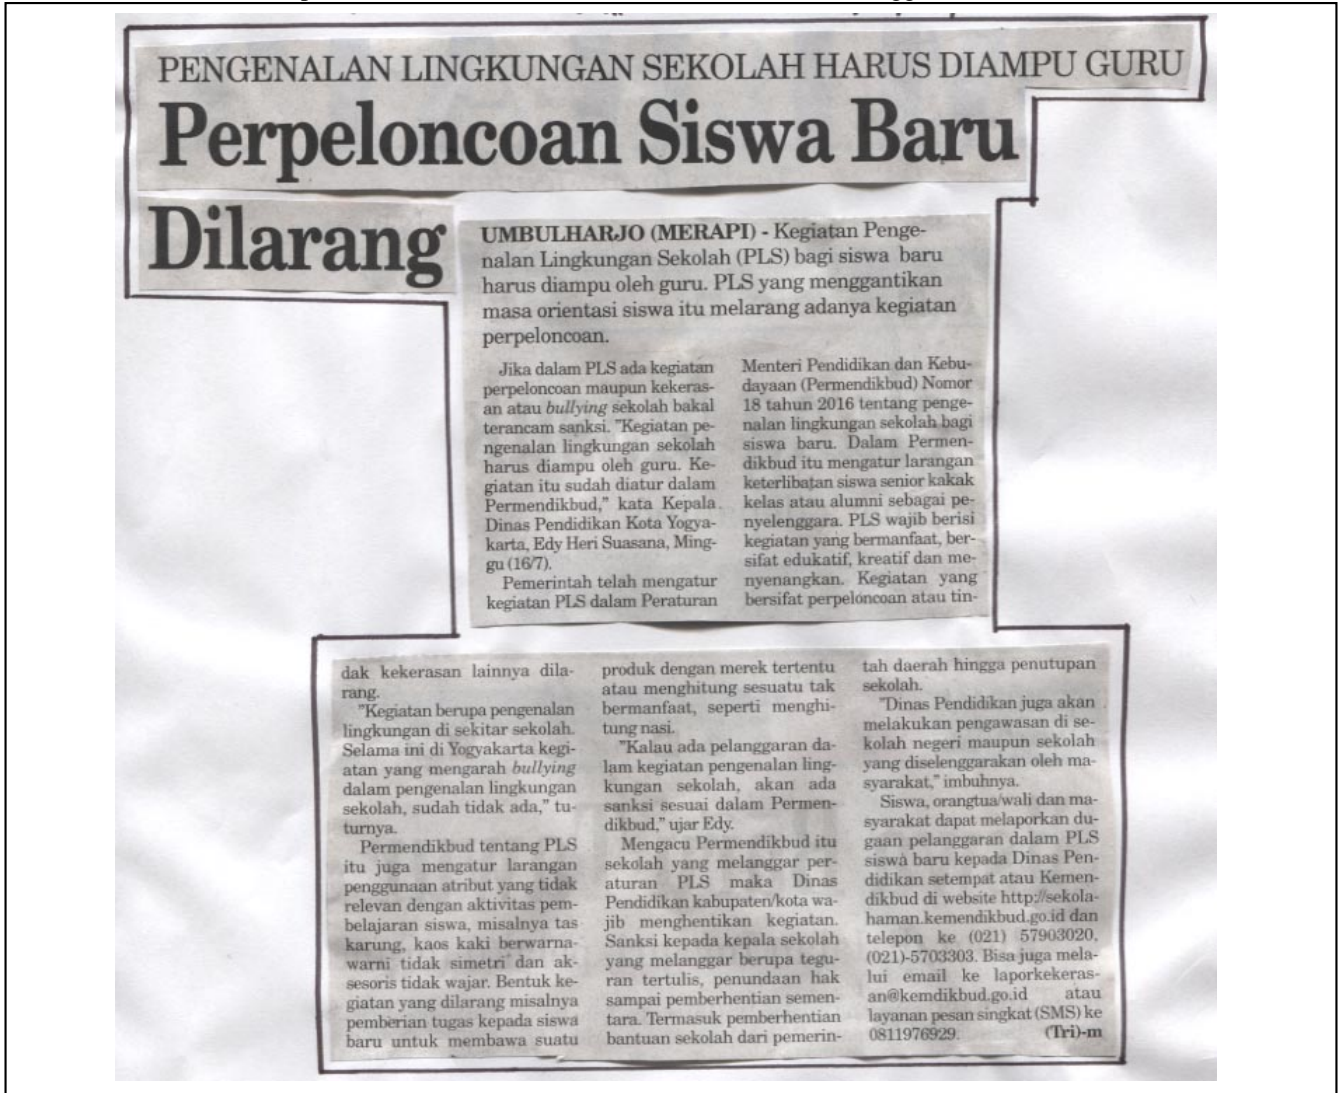 PENGENALAN LINGKUNGAN SEKOLAH HARUS DIAMPU GURU
Perpeloncoan Siswa Baru
Dilarang
UMBULHARJO (MERAPI) - Kegiatan Penge-
nalan Lingkungan Sekolah (PLS) bagi siswa baru
harus diampu oleh guru. PLS yang menggantikan
masa orientasi siswa itu melarang adanya kegiatan
perpeloncoan.
Jika dalam PLS ada kegiatan
perpeloncoan maupun kekeras-
an atau bullying sekolah bakal
terancam sanksi. "Kegiatan pe-
ngenalan lingkungan sekolah
harus diampu oleh guru. Ke-
giatan itu sudah diatur dalam
Permendikbud," kata Kepala
Dinas Pendidikan Kota Yogya-
karta, Edy Heri Suasana, Ming-
gu (16/7).
Pemerintah telah mengatur
kegiatan PLS dalam Peraturan
Menteri Pendidikan dan Kebu-
dayaan (Permendikbud) Nomor
18 tahun 2016 tentang penge-
nalan lingkungan sekolah bagi
siswa baru. Dalam Permen-
dikbud itu mengatur larangan
keterlibatan siswa senior kakak
kelas atau alumni sebagai pe-
nyelenggara. PLS wajib berisi
kegiatan yang bermanfaat, ber-
sifat edukatif, kreatif dan me-
nyenangkan. Kegiatan yang
bersifat perpeloncoan atau tin-
dak kekerasan lainnya dila-
rang.
"Kegiatan berupa pengenalan
lingkungan di sekitar sekolah.
Selama ini di Yogyakarta kegi-
atan yang mengarah bullying
dalam pengenalan lingkungan
sekolah, sudah tidak ada," tu-
turnya.
Permendikbud tentang PLS
itu juga mengatur larangan
penggunaan atribut yang tidak
relevan dengan aktivitas pem-
belajaran siswa, misalnya tas
karung, kaos kaki berwarna-
warni tidak simetri dan ak-
sesoris tidak wajar. Bentuk ke-
giatan yang dilarang misalnya
pemberian tugas kepada siswa
baru untuk membawa suatu
produk dengan merek tertentu
atau menghitung sesuatu tak
bermanfaat, seperti menghi-
tung nasi.
"Kalau ada pelanggaran da-
lam kegiatan pengenalan ling-
kungan sekolah, akan ada
sanksi sesuai dalam Permen-
dikbud," ujar Edy.
Mengacu Permendikbud itu
sekolah yang melanggar per-
aturan PLS maka Dinas
Pendidikan kabupaten/kota wa-
jib menghentikan kegiatan.
Sanksi kepada kepala sekolah
yang melanggar berupa tegu-
ran tertulis, penundaan hak
sampai pemberhentian semen-
tara. Termasuk pemberhentian
bantuan sekolah dari pemerin-
tah daerah hingga penutupan
sekolah.
"Dinas Pendidikan juga akan
melakukan pengawasan di se-
kolah negeri maupun sekolah
yang diselenggarakan oleh ma-
syarakat," imbuhnya.
Siswa, orangtua/wali dan ma-
syarakat dapat melaporkan du-
gaan pelanggaran dalam PLS
siswa baru kepada Dinas Pen-
didikan setempat atau Kemen-
dikbud di website http://sekola-
haman.kemendikbud.go.id dan
telepon ke (021) 57903020,
(021)-5703303. Bisa juga mela-
lui email ke laporkekeras-
an@kemdikbud.go.id atau
layanan pesan singkat (SMS) ke
0811976929. (Tri)-m